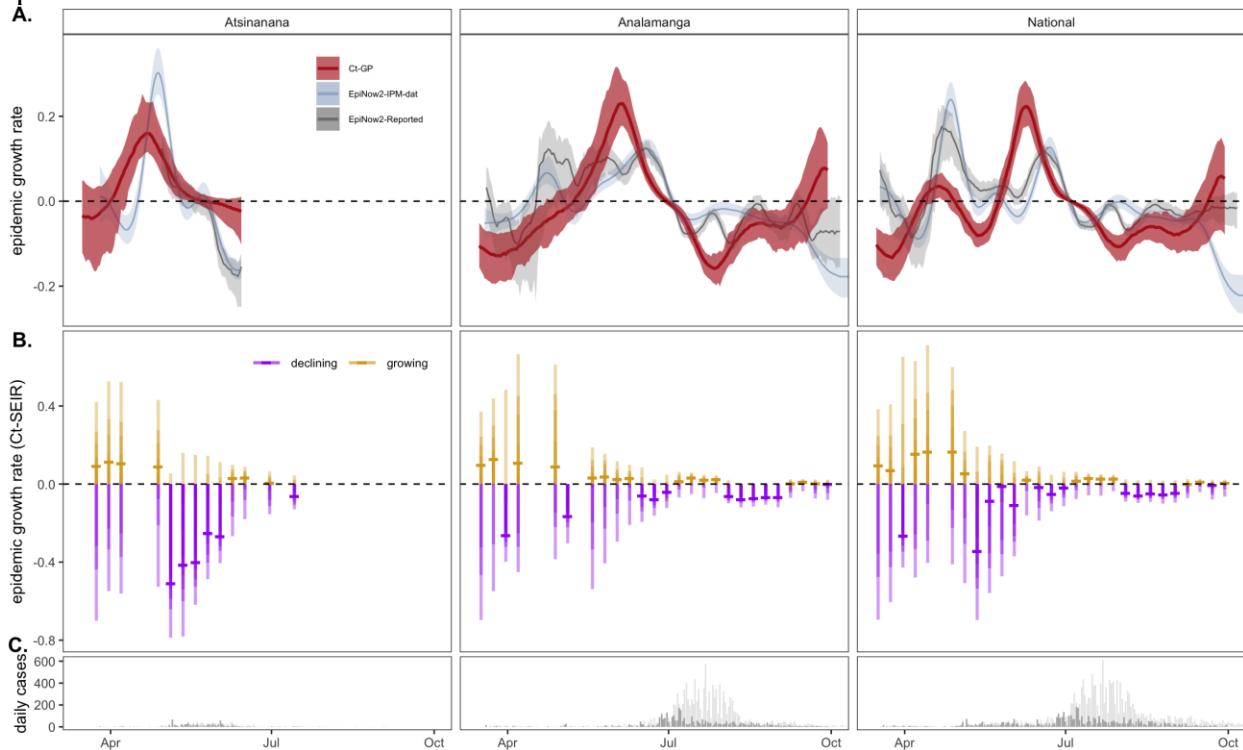 A.
Atsinanana
Analamanga
National
epidemic growth rate
0.2
0.0
-0.2
Ct-GP
EpiNow2-IPM-dat
EpiNow2-Reported
B.
epidemic growth rate (Ct-SEIR)
0.4
0.0
-0.4
-0.8
declining
growing
C.
daily cases
600
400
200
0
Apr
Jul
Oct
Apr
Jul
Oct
Apr
Jul
Oct